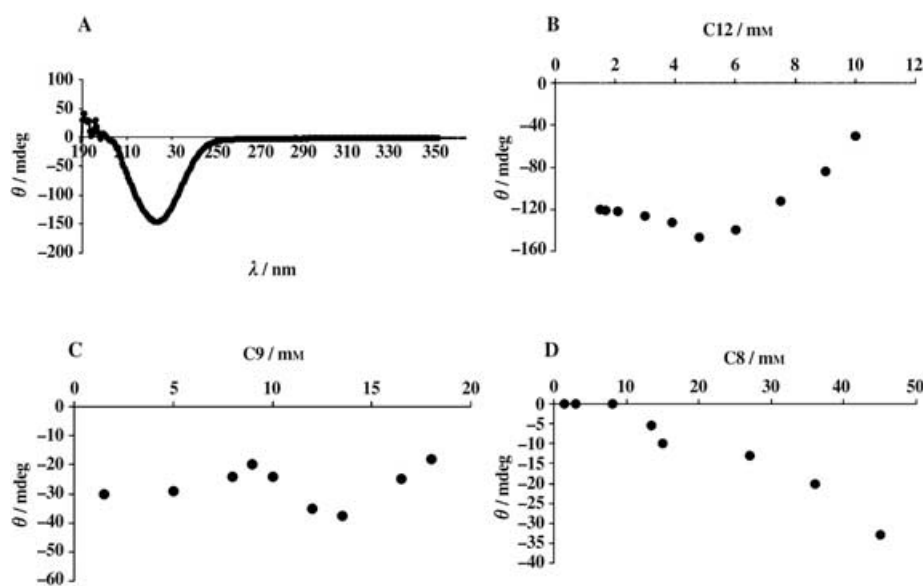 A
100
50
0
−50
−100
−150
−200
190 210 30 250 270 290 310 330 350
θ / mdeg
λ / nm
B
C12 / mM
0 2 4 6 8 10 12
0
−40
−80
−120
−160
θ / mdeg
C
C9 / mM
0 5 10 15 20
0
−10
−20
−30
−40
−50
−60
θ / mdeg
D
C8 / mM
0 10 20 30 40 50
0
−5
−10
−15
−20
−25
−30
−35
−40
θ / mdeg